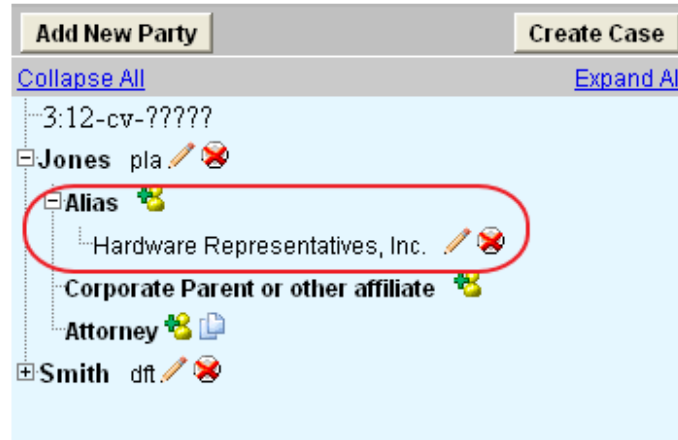 Add New Party Create Case
Collapse All Expand Al
3:12-cv-?????
Jones pla
Alias
Hardware Representatives, Inc.
Corporate Parent or other affiliate
Attorney
Smith dft